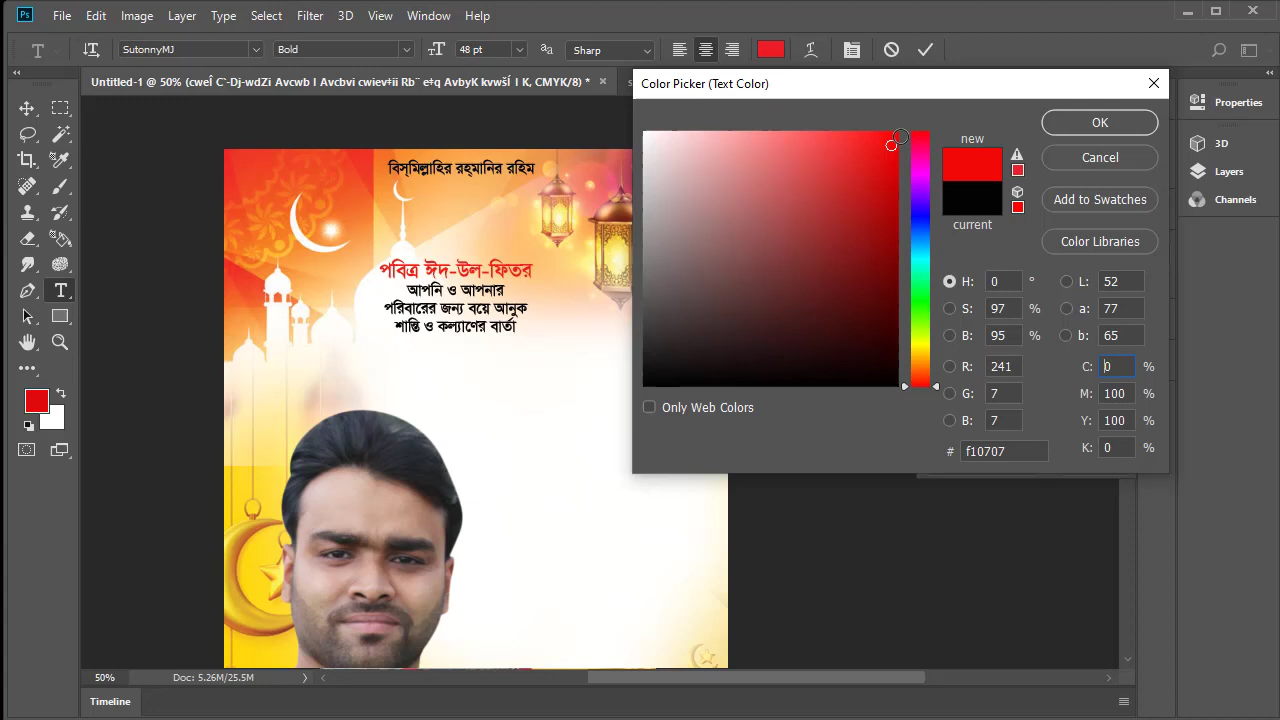 Ps File Edit Image Layer Type Select Filter 3D View Window Help
T SutonnyMJ Bold 48 pt Sharp
Untitled-1 @ 50% (cweÎ C`-Dj-wdZi Avcwb I Avcbvi cwiev‡ii Rb¨ e‡q AvbyK kvwšÍ I K, CMYK/8) *
Color Picker (Text Color)
new
current
OK
Cancel
Add to Swatches
Color Libraries
H: 0 °
S: 97 %
B: 95 %
R: 241
G: 7
B: 7
# f10707
L: 52
a: 77
b: 65
C: 0 %
M: 100 %
Y: 100 %
K: 0 %
Only Web Colors
Properties
3D
Layers
Channels
বিস্‌মিল্লাহির রহ্‌মানির রহিম
পবিত্র ঈদ-উল-ফিতর
আপনি ও আপনার
পরিবারের জন্য বয়ে আনুক
শান্তি ও কল্যাণের বার্তা
50% Doc: 5.26M/25.5M
Timeline